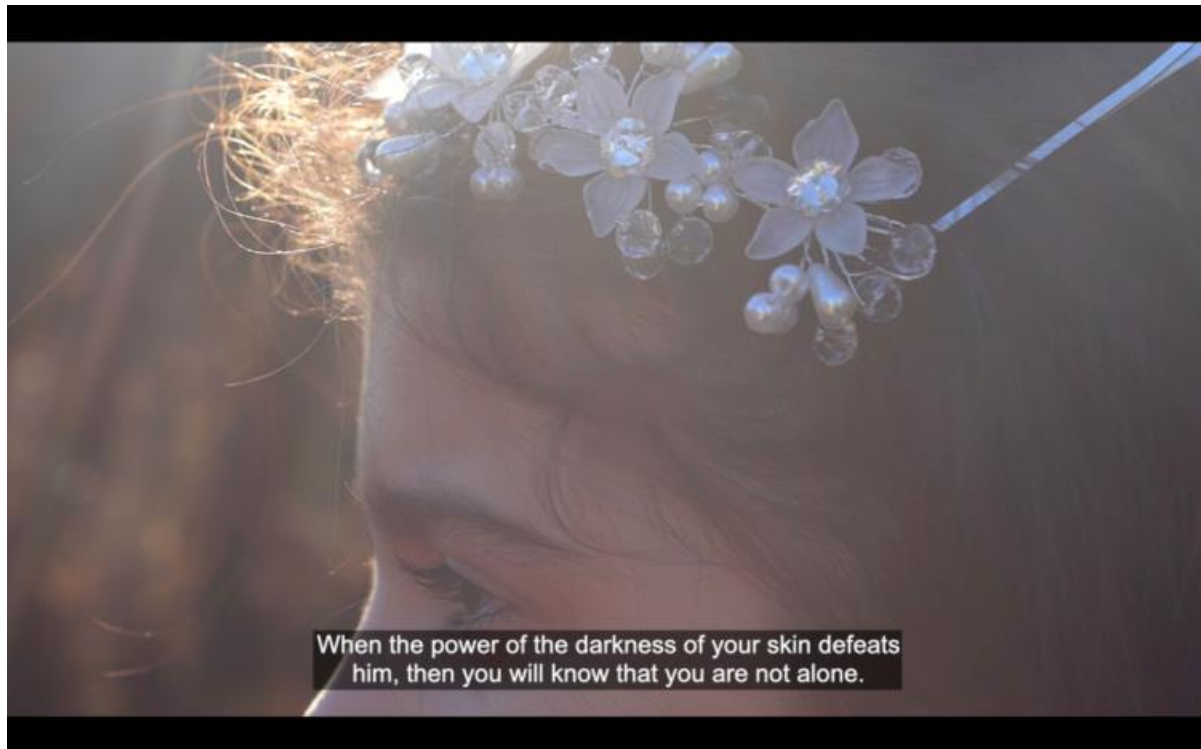 When the power of the darkness of your skin defeats
him, then you will know that you are not alone.